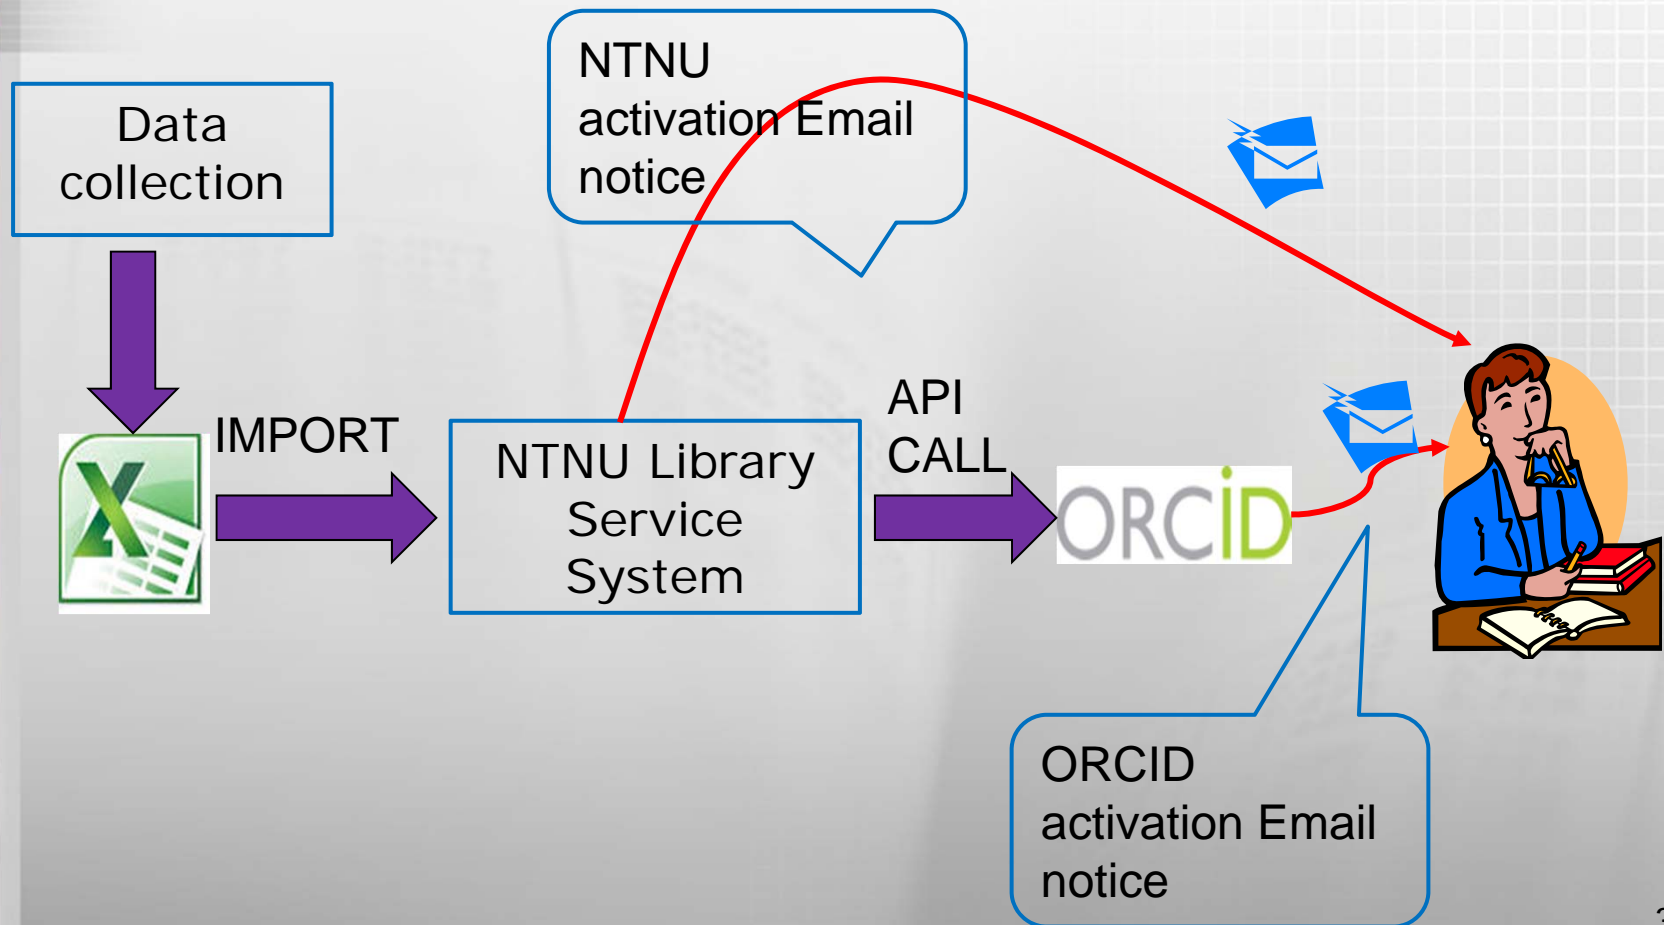 Data
collection
NTNU
activation Email
notice
IMPORT
NTNU Library
Service
System
API
CALL
ORCiD
ORCID
activation Email
notice